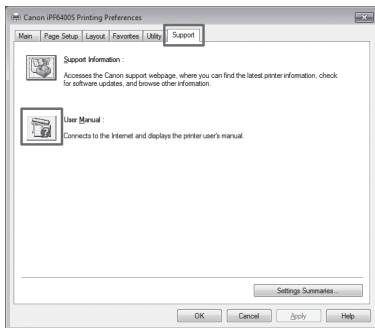 Canon iPF6400S Printing Preferences
Main Page Setup Layout Favorites Utility Support
Support Information :
Accesses the Canon support webpage, where you can find the latest printer information, check
for software updates, and browse other information.
User Manual :
Connects to the Internet and displays the printer user's manual.
Settings Summaries...
OK Cancel Apply Help